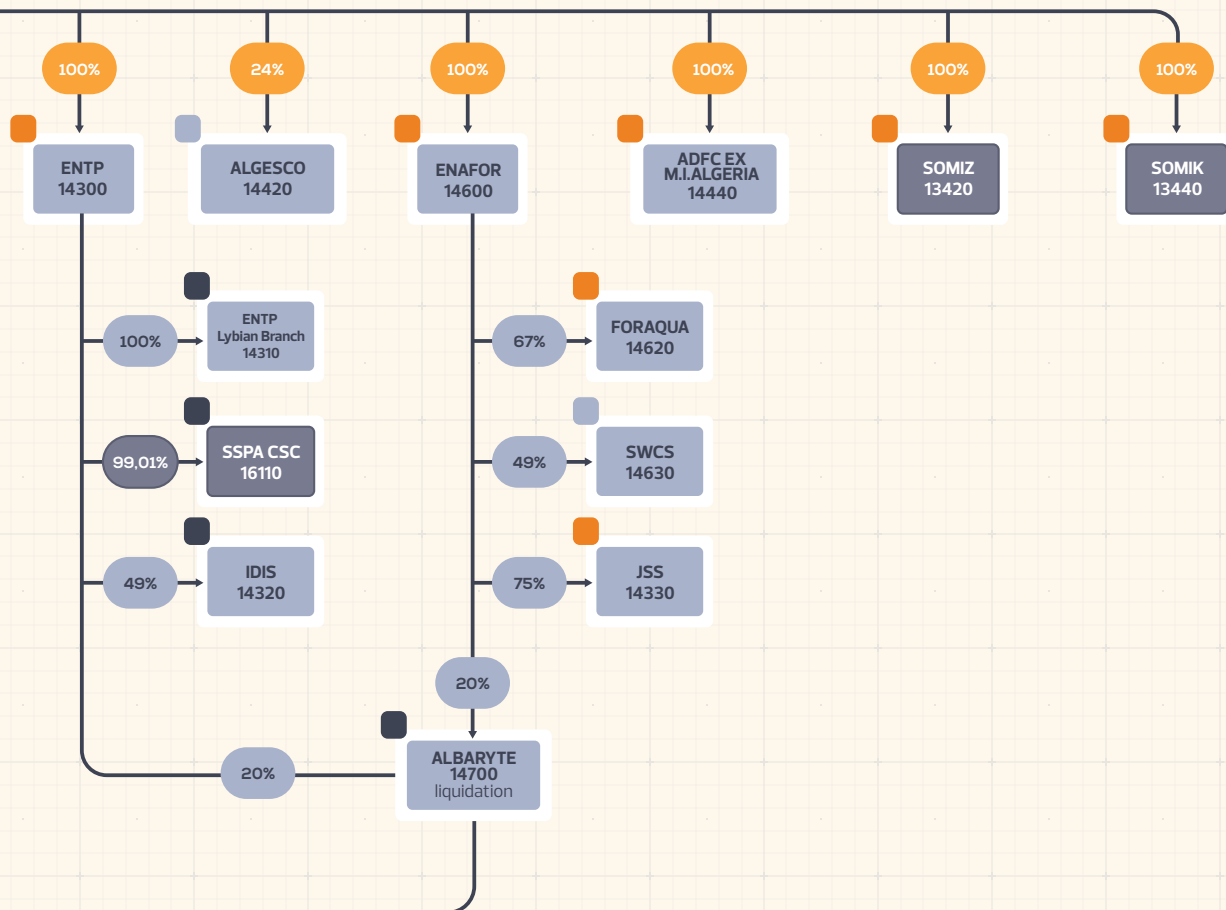 100%
24%
100%
100%
100%
100%
ENTP
14300
ALGESCO
14420
ENAFOR
14600
ADFC EX
M.I.ALGERIA
14440
SOMIZ
13420
SOMIK
13440
100%
ENTP
Lybian Branch
14310
67%
FORAQUA
14620
99,01%
SSPA CSC
16110
49%
SWCS
14630
49%
IDIS
14320
75%
JSS
14330
20%
20%
ALBARYTE
14700
liquidation